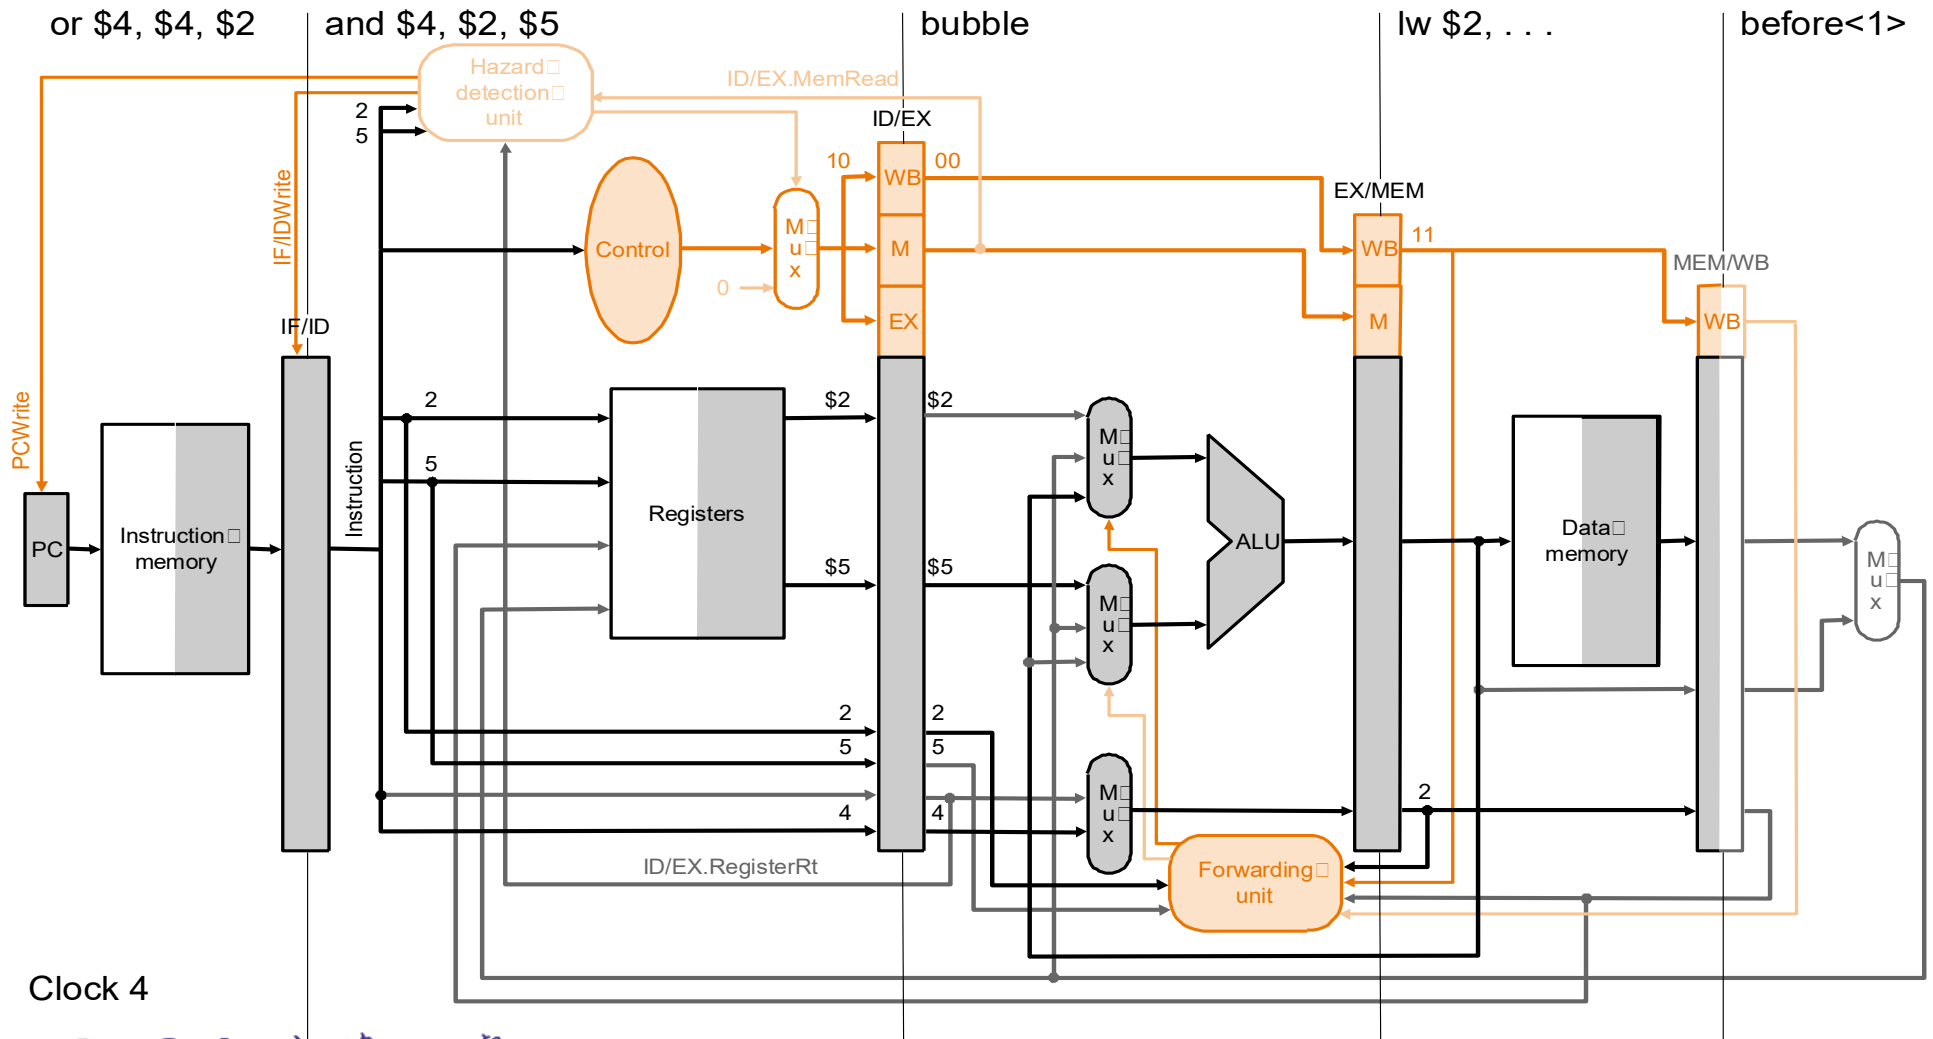 or $4, $4, $2
and $4, $2, $5
bubble
lw $2, . . .
before<1>
Hazard
detection
unit
ID/EX.MemRead
2
5
ID/EX
10
00
WB
M
EX
EX/MEM
WB
11
M
MEM/WB
WB
IF/IDWrite
Control
M
u
x
0
IF/ID
PCWrite
Instruction
2
5
Registers
$2
$5
$2
$5
M
u
x
M
u
x
ALU
PC
Instruction
memory
Data
memory
M
u
x
2
5
4
2
5
4
M
u
x
2
ID/EX.RegisterRt
Forwarding
unit
Clock 4